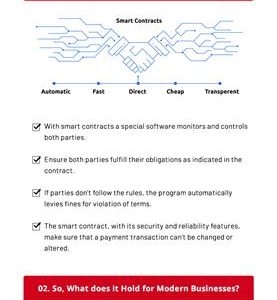 Smart Contracts
Automatic Fast Direct Cheap Transperent
With smart contracts a special software monitors and controls
both parties.
Ensure both parties fulfill their obligations as indicated in the
contract.
If parties don't follow the rules, the program automatically
levies fines for violation of terms.
The smart contract, with its security and reliability features,
make sure that a payment transaction can't be changed or
altered.
02. So, What does it Hold for Modern Businesses?